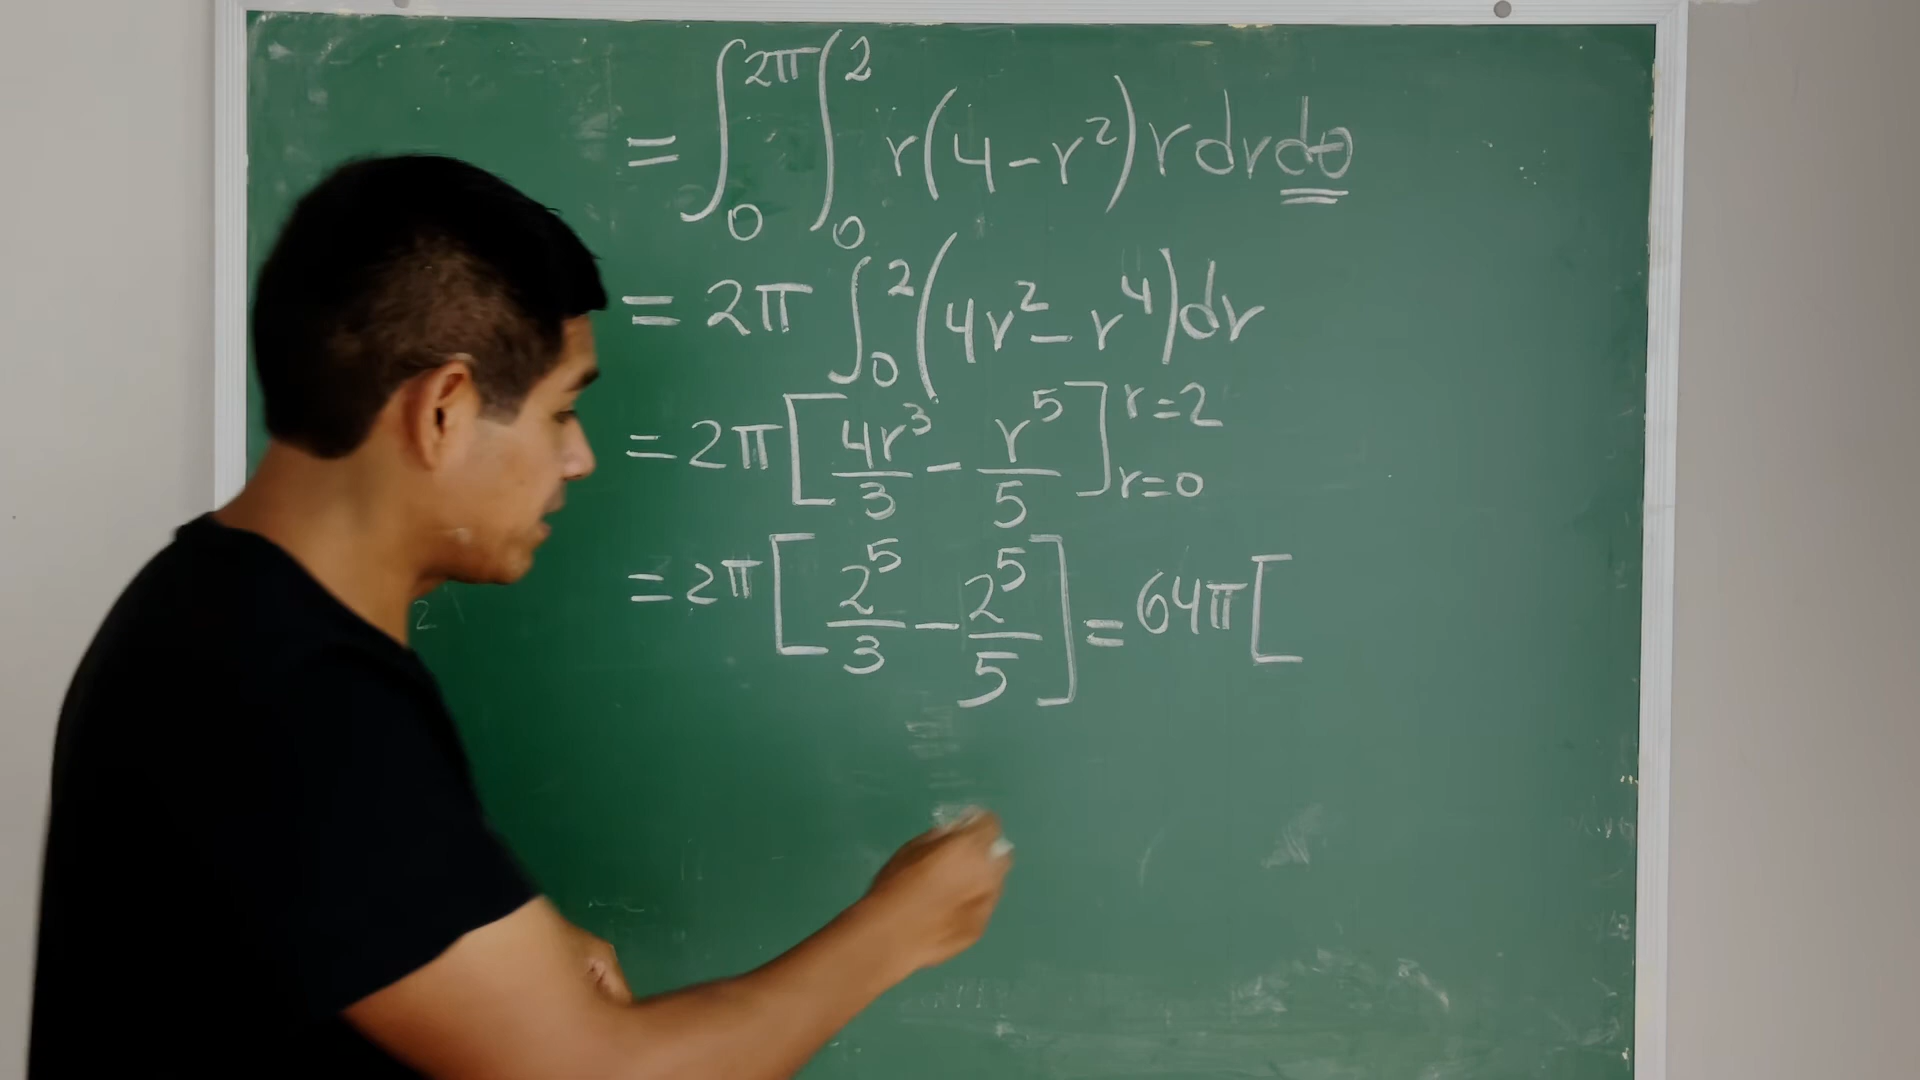 = ∫₀^2π ∫₀^2 r(4-r²)r dr dθ
= 2π ∫₀^2 (4r²-r⁴)dr
= 2π [4r³/3 - r⁵/5] r=2 r=0
= 2π [2⁵/3 - 2⁵/5] = 64π [
2